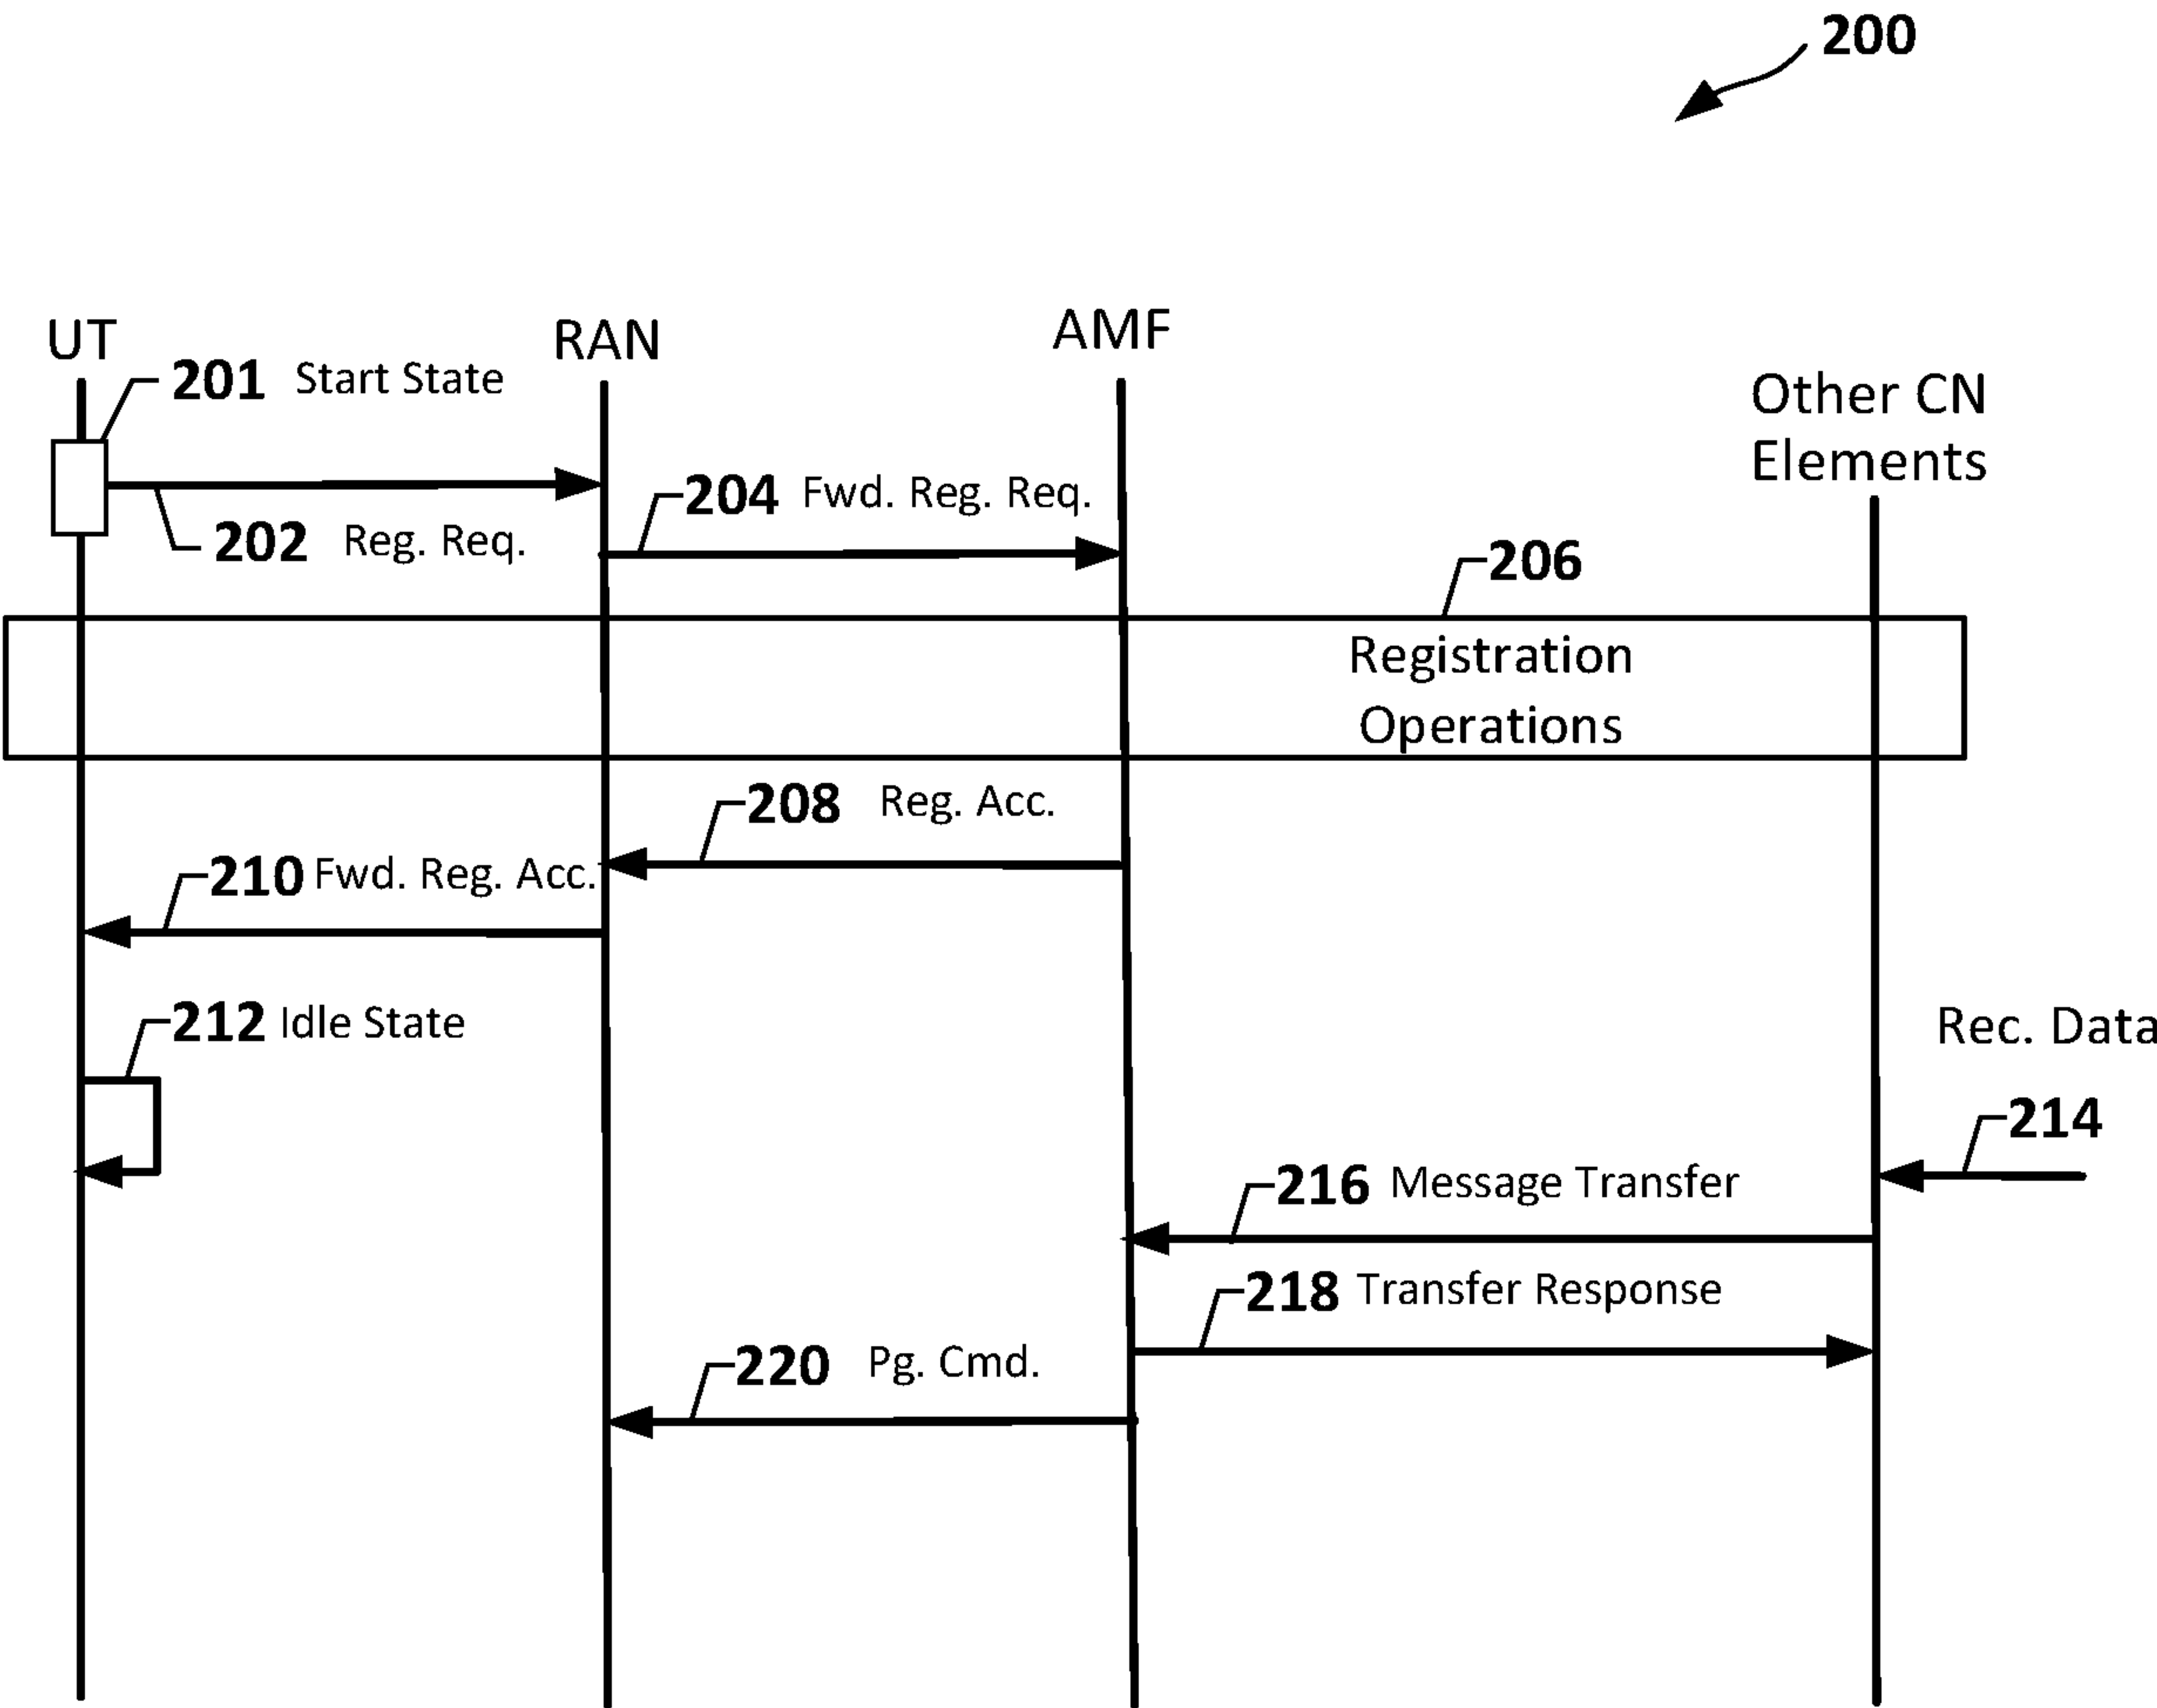 200
UT
RAN
AMF
Other CN
Elements
201 Start State
202 Reg. Req.
204 Fwd. Reg. Req.
206
Registration
Operations
208 Reg. Acc.
210 Fwd. Reg. Acc.
212 Idle State
Rec. Data
214
216 Message Transfer
218 Transfer Response
220 Pg. Cmd.